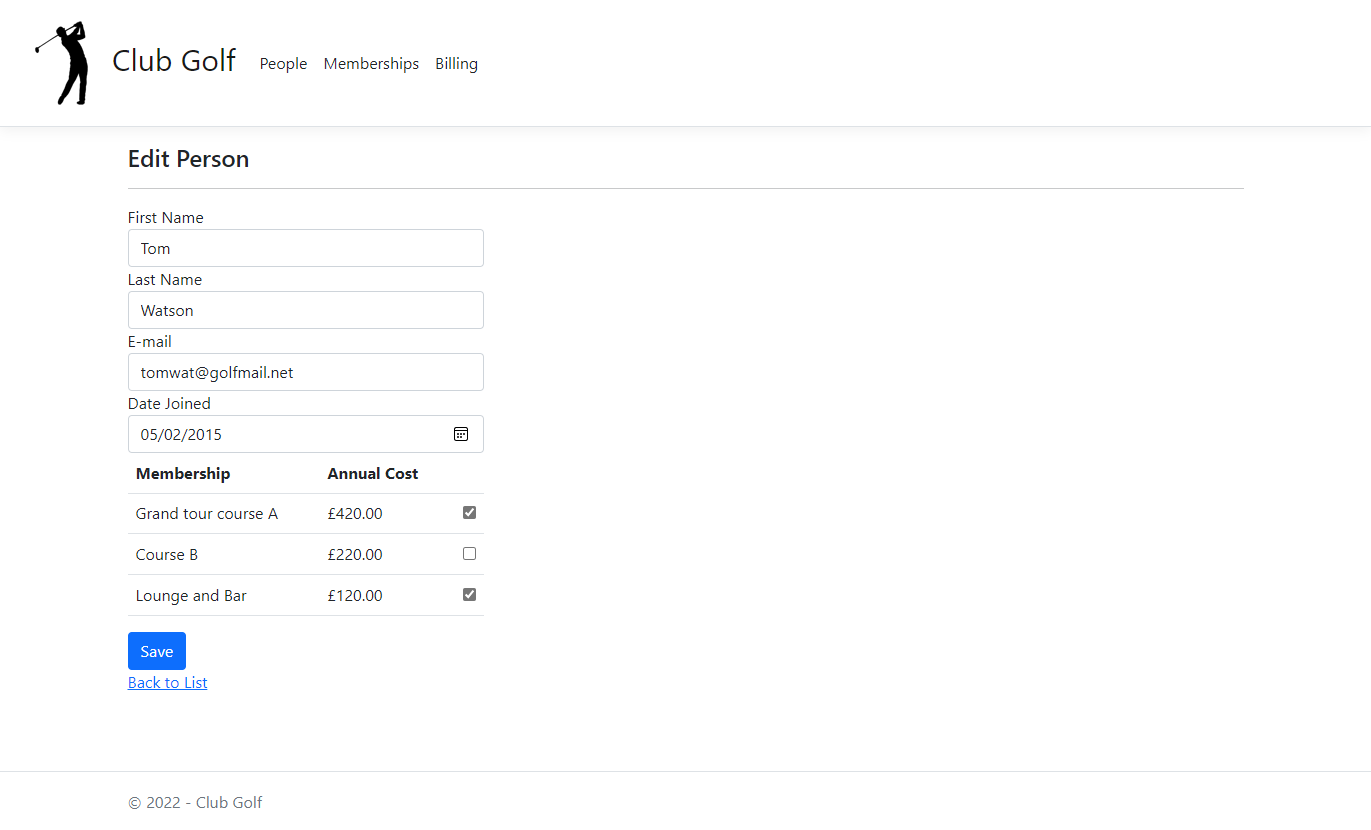 Club Golf People Memberships Billing
Edit Person
First Name
Tom
Last Name
Watson
E-mail
tomwat@golfmail.net
Date Joined
05/02/2015
Membership Annual Cost
Grand tour course A £420.00
Course B £220.00
Lounge and Bar £120.00
Save
Back to List
© 2022 - Club Golf